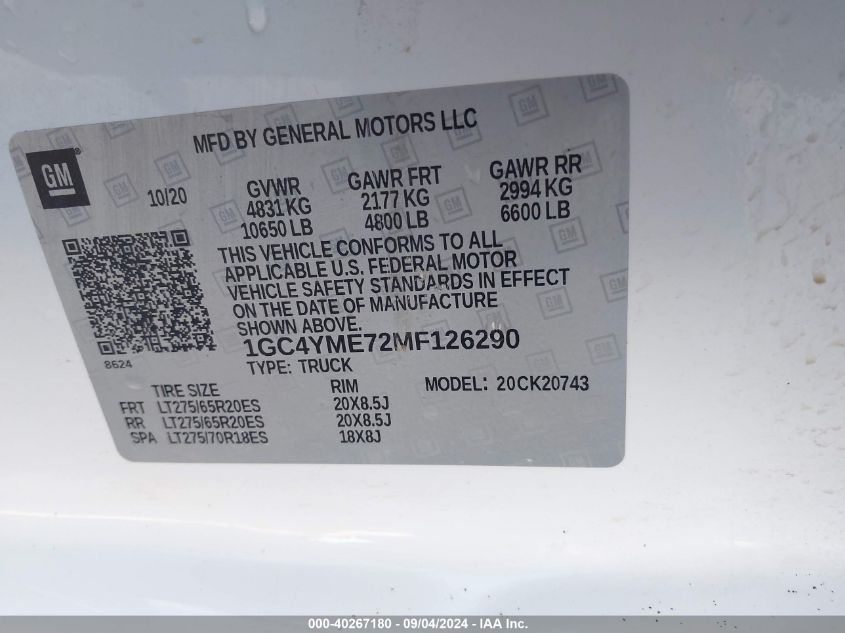 MFD BY GENERAL MOTORS LLC
GM
10/20
GVWR GAWR FRT GAWR RR
4831 KG 2177 KG 2994 KG
10650 LB 4800 LB 6600 LB
THIS VEHICLE CONFORMS TO ALL
APPLICABLE U.S. FEDERAL MOTOR
VEHICLE SAFETY STANDARDS IN EFFECT
ON THE DATE OF MANUFACTURE
SHOWN ABOVE.
1GC4YME72MF126290
8624
TYPE: TRUCK
TIRE SIZE RIM MODEL: 20CK20743
FRT LT275/65R20ES 20X8.5J
RR LT275/65R20ES 20X8.5J
SPA LT275/70R18ES 18X8J
000-40267180 - 09/04/2024 - IAA Inc.